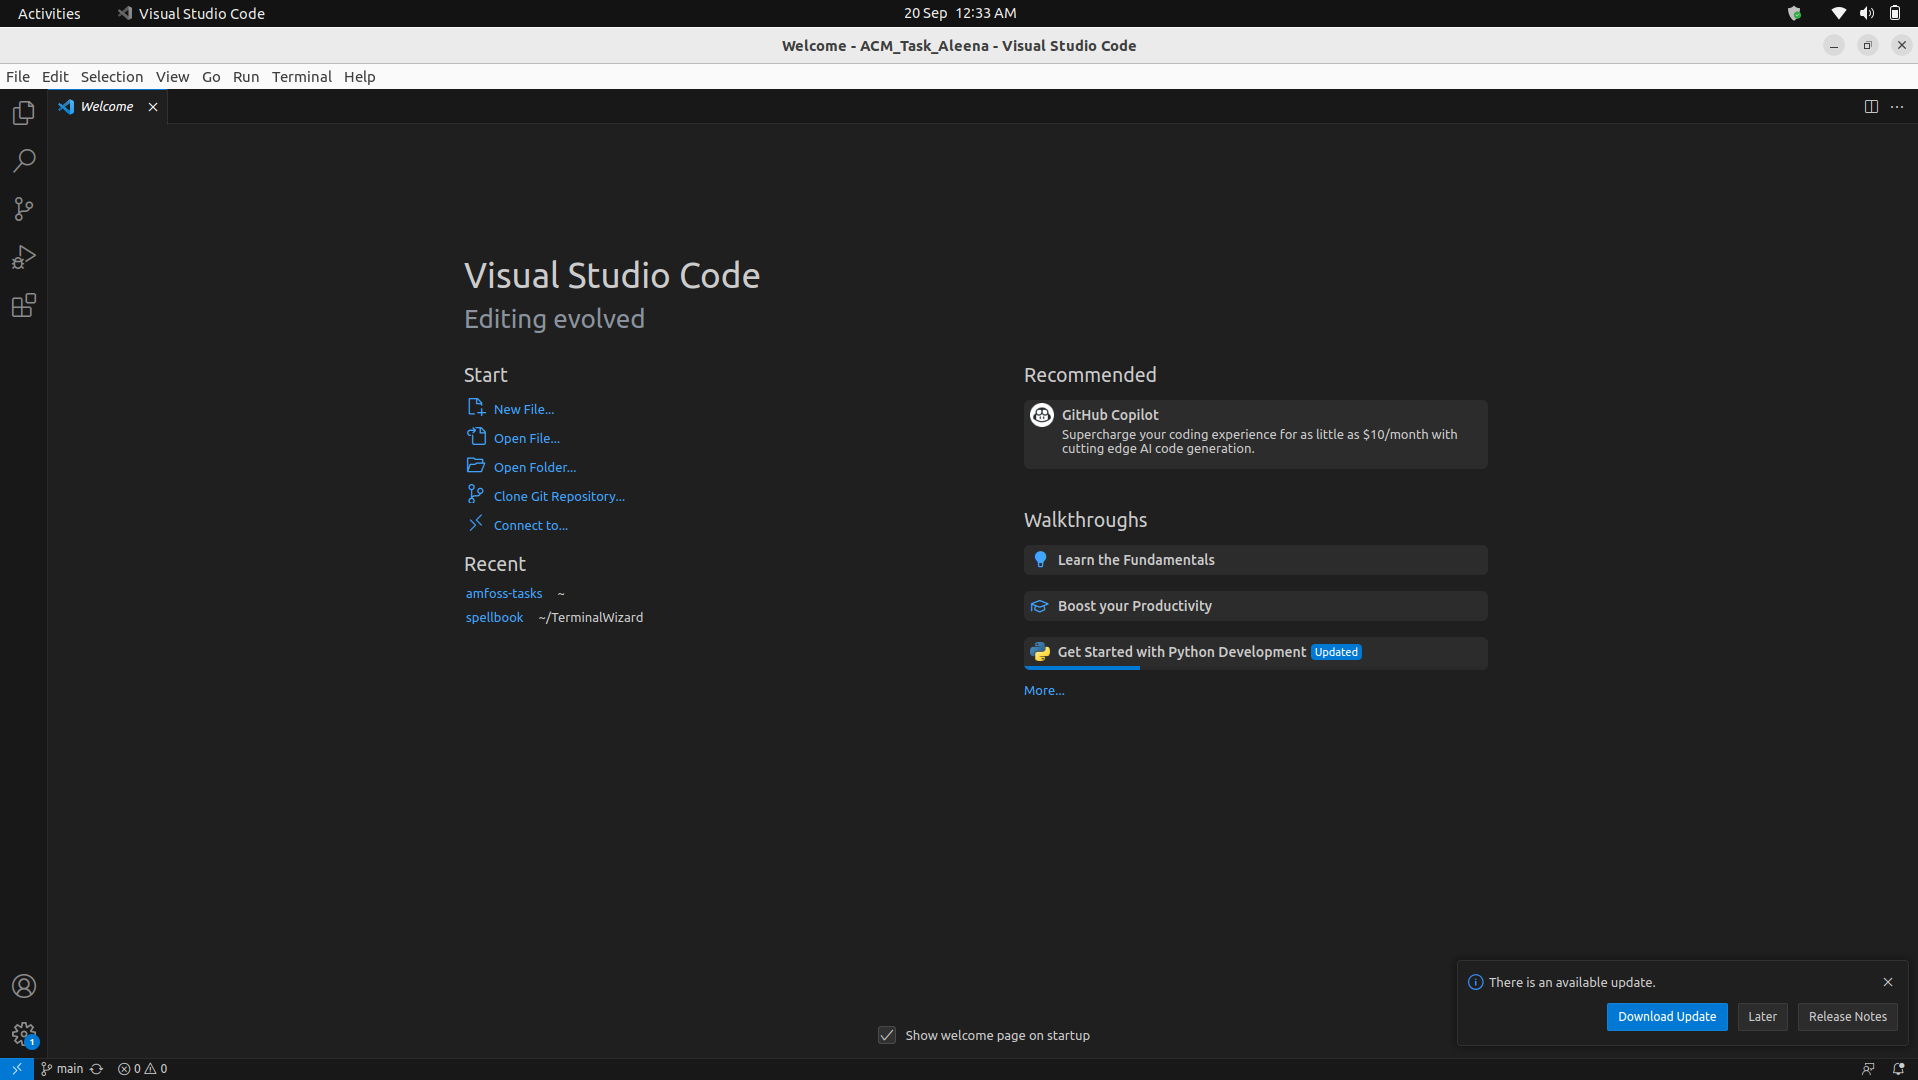 Activities Visual Studio Code 20 Sep 12:33 AM
Welcome - ACM_Task_Aleena - Visual Studio Code
File Edit Selection View Go Run Terminal Help
Welcome
Visual Studio Code
Editing evolved
Start
New File...
Open File...
Open Folder...
Clone Git Repository...
Connect to...
Recent
amfoss-tasks ~
spellbook ~/TerminalWizard
Recommended
GitHub Copilot
Supercharge your coding experience for as little as $10/month with
cutting edge AI code generation.
Walkthroughs
Learn the Fundamentals
Boost your Productivity
Get Started with Python Development Updated
More...
There is an available update.
Download Update Later Release Notes
Show welcome page on startup
1
main 0 0